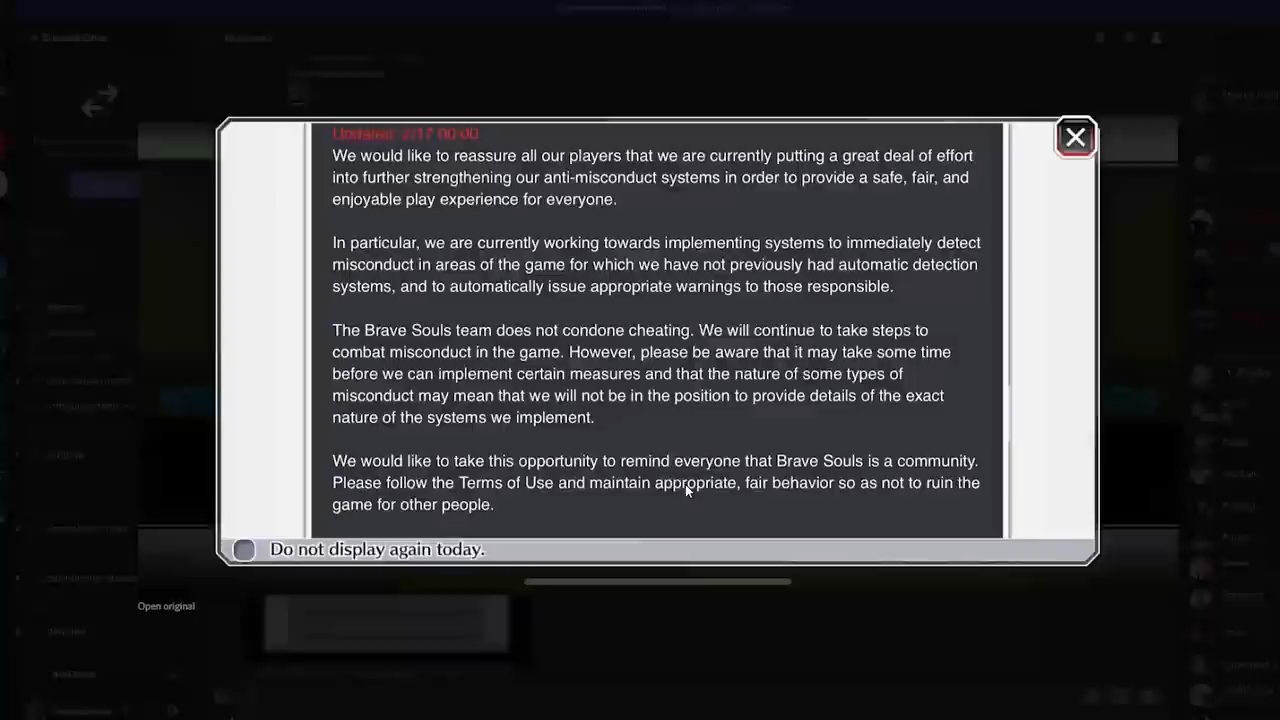 We would like to reassure all our players that we are currently putting a great deal of effort
into further strengthening our anti-misconduct systems in order to provide a safe, fair, and
enjoyable play experience for everyone.
In particular, we are currently working towards implementing systems to immediately detect
misconduct in areas of the game for which we have not previously had automatic detection
systems, and to automatically issue appropriate warnings to those responsible.
The Brave Souls team does not condone cheating. We will continue to take steps to
combat misconduct in the game. However, please be aware that it may take some time
before we can implement certain measures and that the nature of some types of
misconduct may mean that we will not be in the position to provide details of the exact
nature of the systems we implement.
We would like to take this opportunity to remind everyone that Brave Souls is a community.
Please follow the Terms of Use and maintain appropriate, fair behavior so as not to ruin the
game for other people.
Do not display again today.
Open original